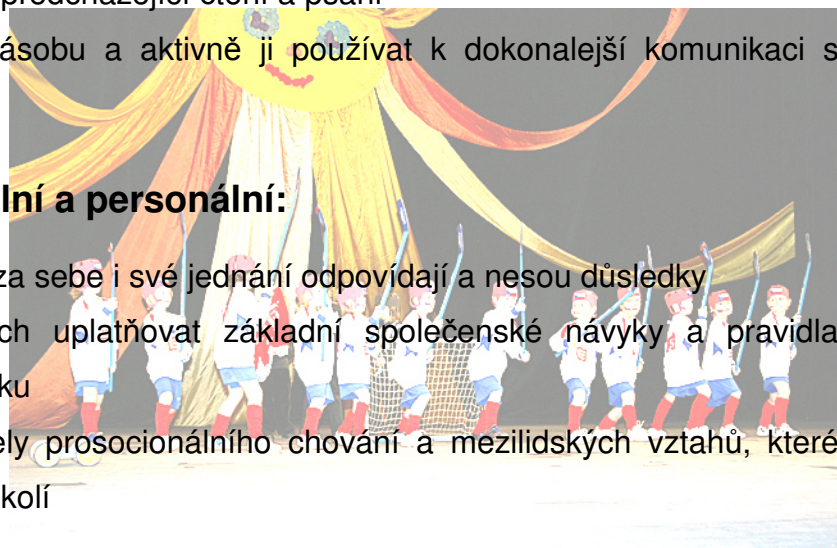 předcházející čtení a psaní
ásobu a aktivně ji používat k dokonalejší komunikaci s
lní a personální:
za sebe i své jednání odpovídají a nesou důsledky
ch uplatňovat základní společenské návyky a pravidla
ku
ely prosocionálního chování a mezilidských vztahů, které
kolí